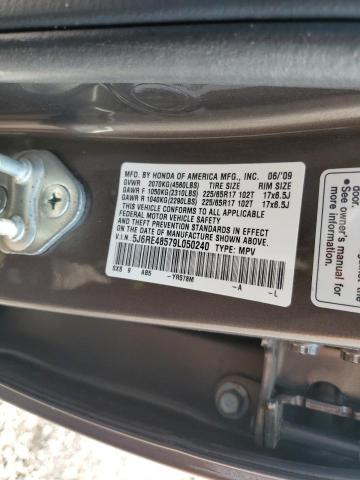 MFD. BY HONDA OF AMERICA MFG., INC. 06/'09
GVWR 2070KG(4560LBS) TIRE SIZE RIM SIZE
GAWR F 1050KG(2310LBS) 225/65R17 102T 17x6.5J
GAWR R 1040KG(2290LBS) 225/65R17 102T 17x6.5J
THIS VEHICLE CONFORMS TO ALL APPLICABLE
FEDERAL MOTOR VEHICLE SAFETY
AND THEFT PREVENTION STANDARDS IN EFFECT
ON THE DATE OF MANUFACTURE SHOWN ABOVE.
V.I.N. 5J6RE48579L050240 TYPE: MPV
SXS 9 AB6 -YR578M -A -L
door.
• See owner's
manual for
more
information.